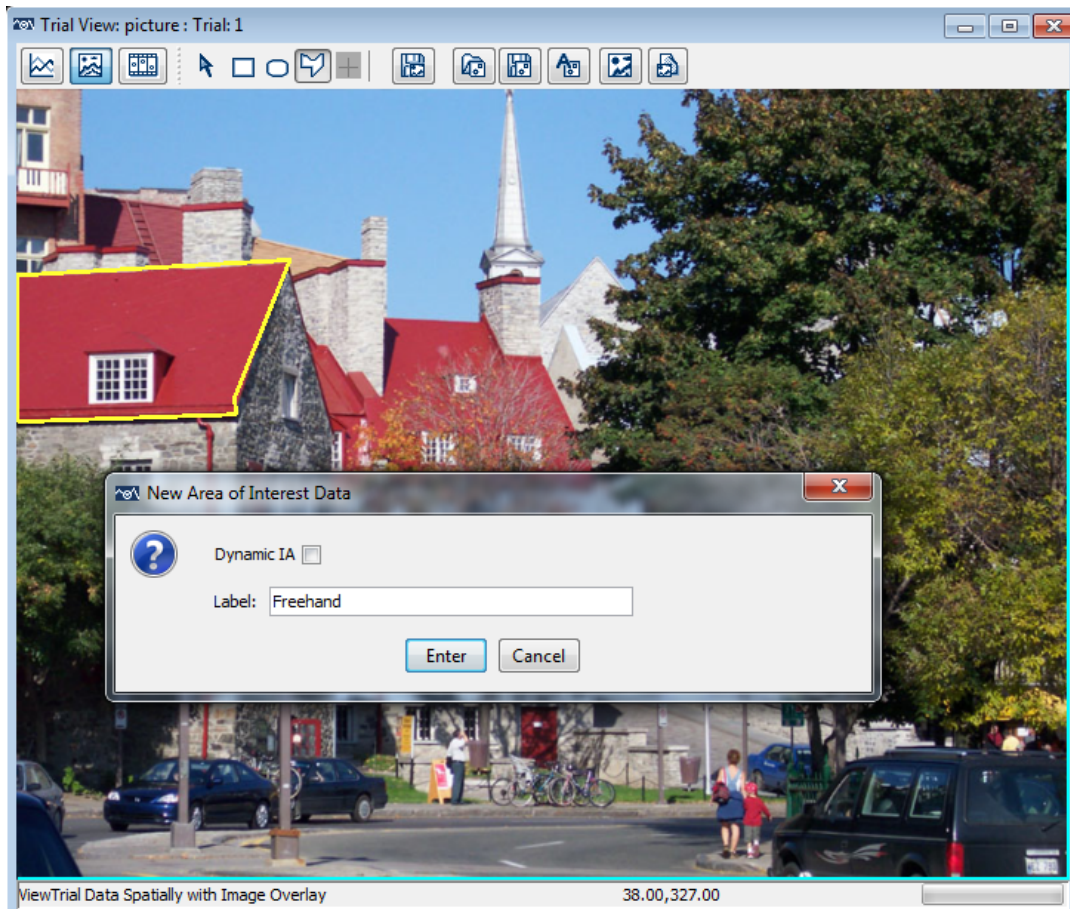 Trial View: picture : Trial: 1
New Area of Interest Data
Dynamic IA
Label: Freehand
Enter Cancel
ViewTrial Data Spatially with Image Overlay 38.00,327.00